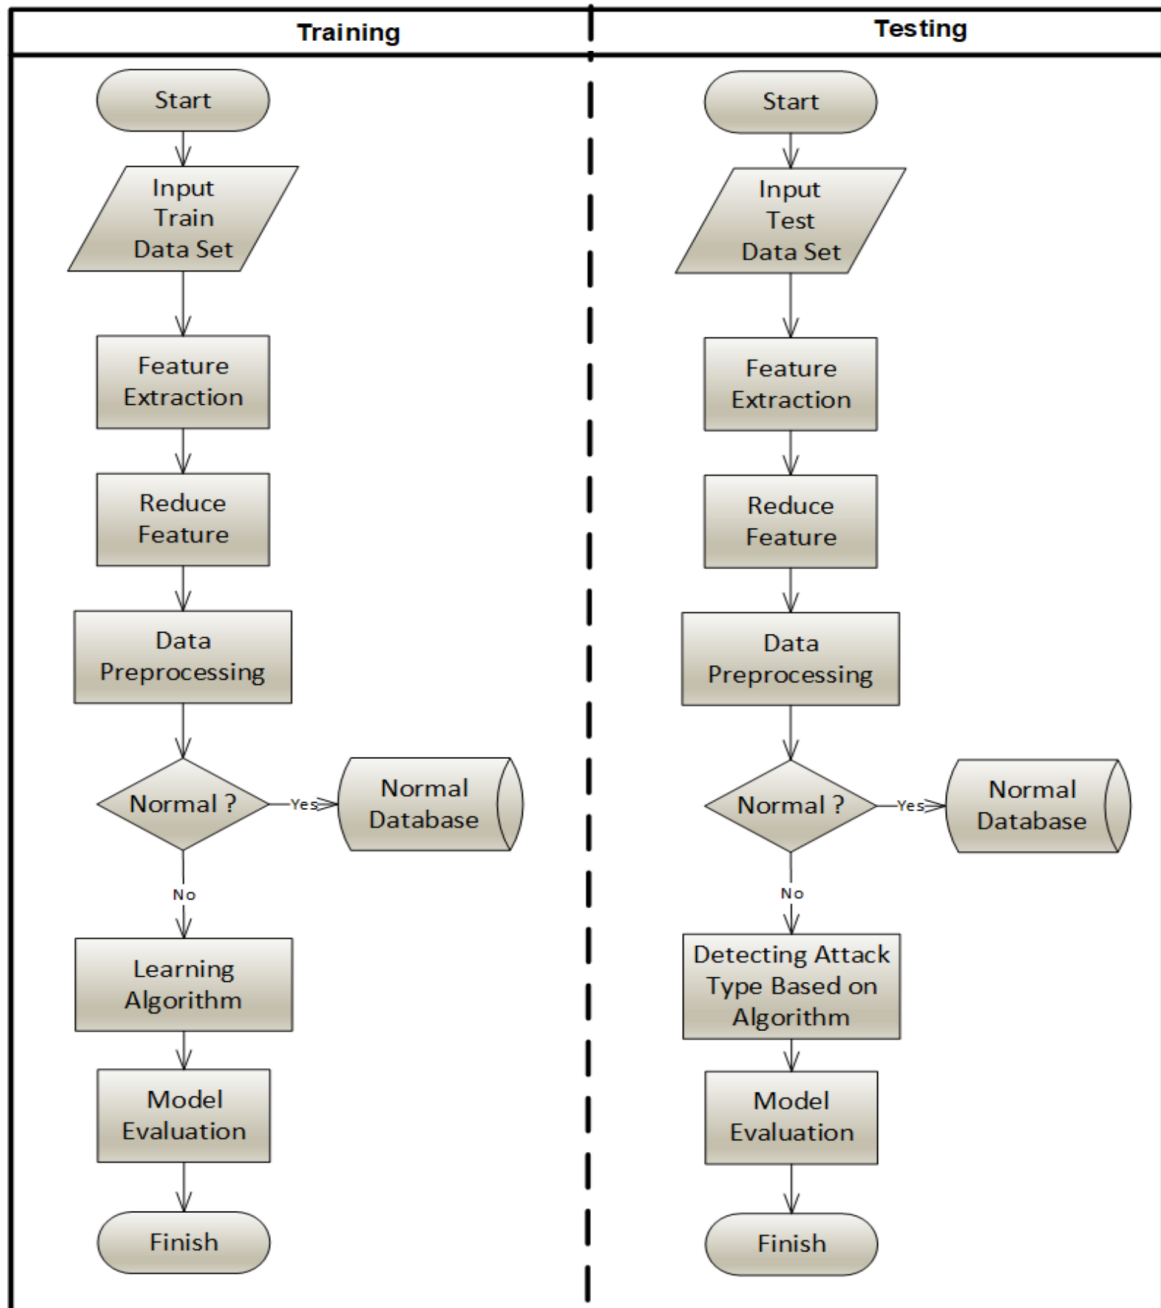 Training
Start
Input
Train
Data Set
Feature
Extraction
Reduce
Feature
Data
Preprocessing
Normal ?
Yes
Normal
Database
No
Learning
Algorithm
Model
Evaluation
Finish
Testing
Start
Input
Test
Data Set
Feature
Extraction
Reduce
Feature
Data
Preprocessing
Normal ?
Yes
Normal
Database
No
Detecting Attack
Type Based on
Algorithm
Model
Evaluation
Finish